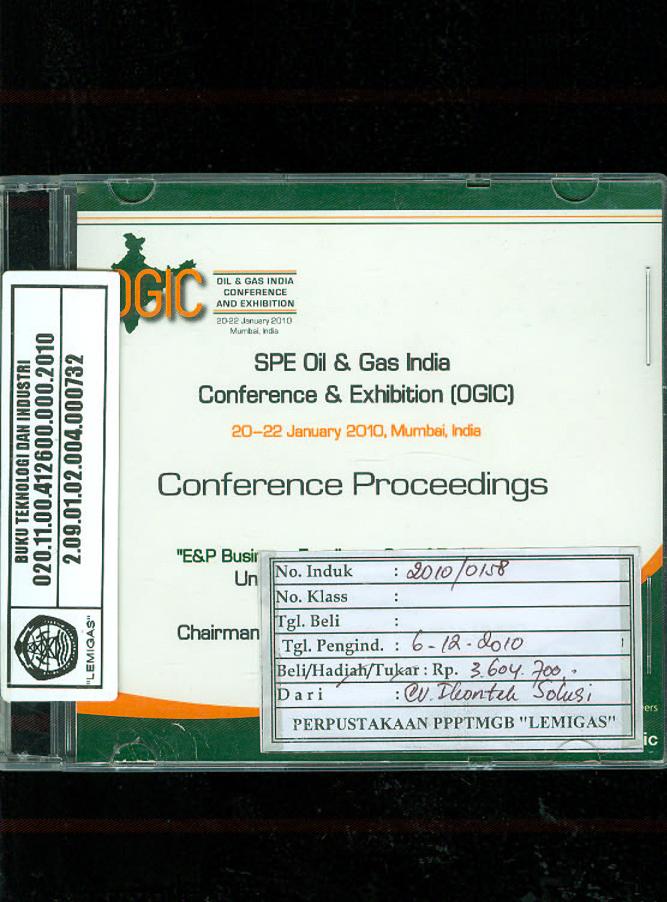 OGIC
OIL & GAS INDIA
CONFERENCE
AND EXHIBITION
20-22 January 2010
Mumbai, India
SPE Oil & Gas India
Conference & Exhibition (OGIC)
20–22 January 2010, Mumbai, India
Conference Proceedings
"E&P
Chairman
BUKU TEKNOLOGI DAN INDUSTRI
020.11.00.412600.000.2010
2.09.01.02.004.000732
"LEMIGAS"
No. Induk : 2010/0158
No. Klass :
Tgl. Beli :
Tgl. Pengind. : 6-12-2010
Beli/Hadiah/Tukar : Rp. 3.604.700,-
Dari : CV. Solusi
PERPUSTAKAAN PPPTMGB "LEMIGAS"